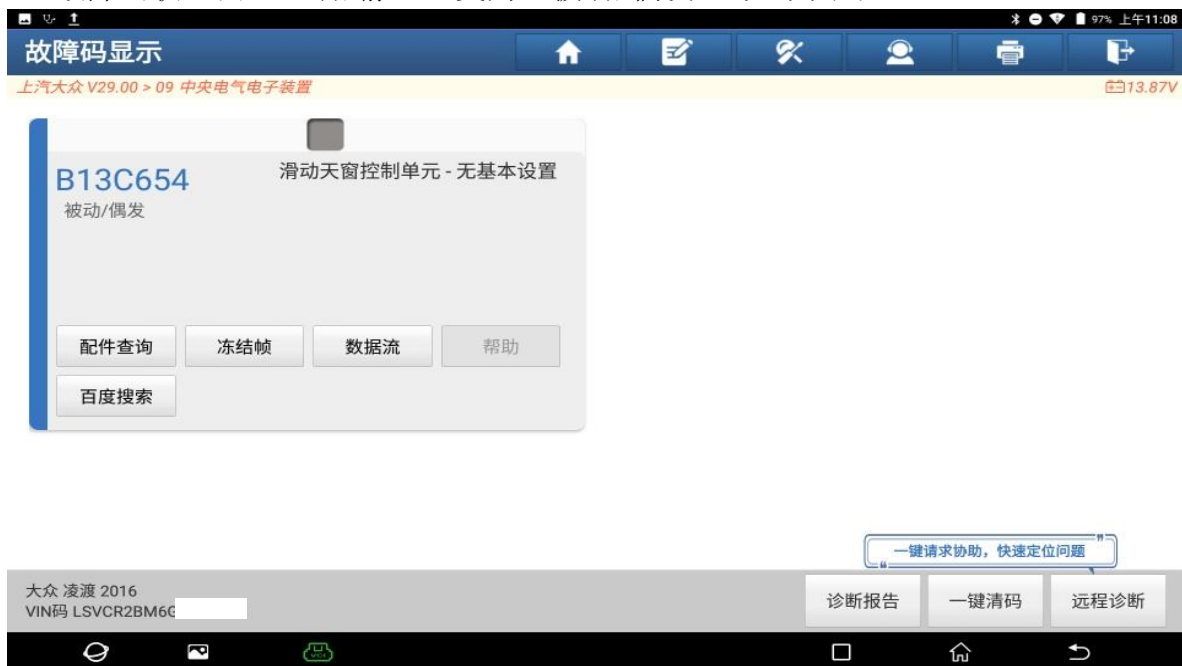 97% 上午11:08
故障码显示
上汽大众 V29.00 > 09 中央电气电子装置
13.87V
B13C654
滑动天窗控制单元 - 无基本设置
被动/偶发
配件查询 冻结帧 数据流 帮助
百度搜索
一键请求协助，快速定位问题
大众 凌渡 2016
VIN码 LSVCR2BM6G
诊断报告 一键清码 远程诊断
VCI